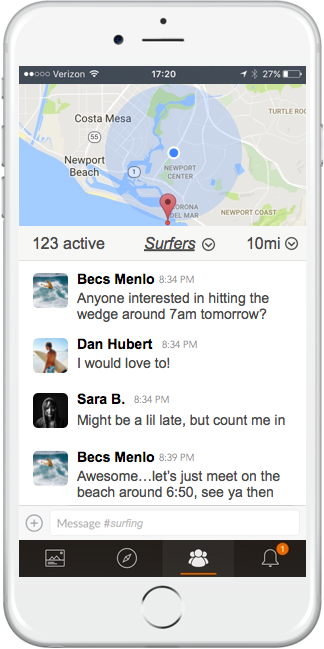 Verizon 17:20 27%
Costa Mesa
TURTLE ROC
55
Newport
Beach
1
NEWPORT
CENTER
CORONA
DEL MAR
NEWPORT COAST
123 active Surfers 10mi
Becs Menlo 8:34 PM
Anyone interested in hitting the
wedge around 7am tomorrow?
Dan Hubert 8:34 PM
I would love to!
Sara B. 8:34 PM
Might be a lil late, but count me in
Becs Menlo 8:39 PM
Awesome…let’s just meet on the
beach around 6:50, see ya then
Message #surfing
1